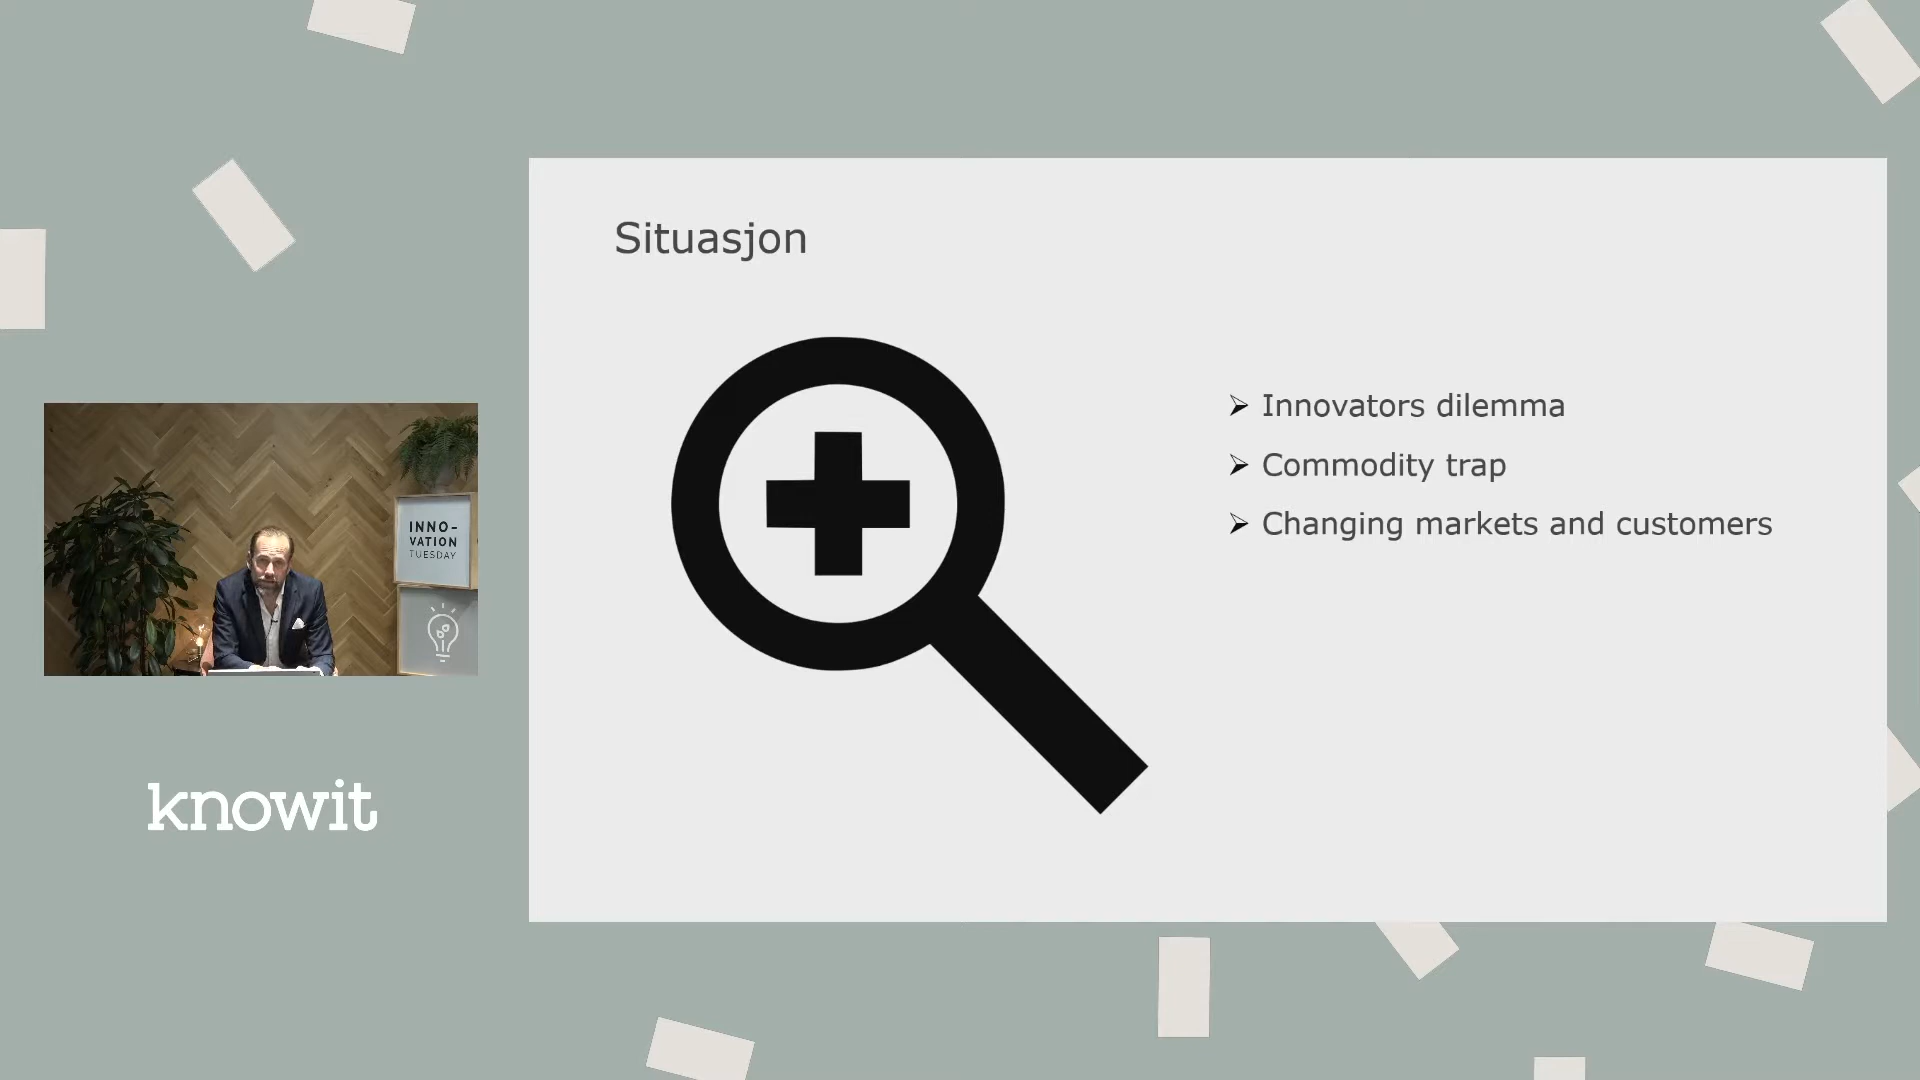 Situasjon
Innovators dilemma
Commodity trap
Changing markets and customers
INNO-
VATION
TUESDAY
knowit